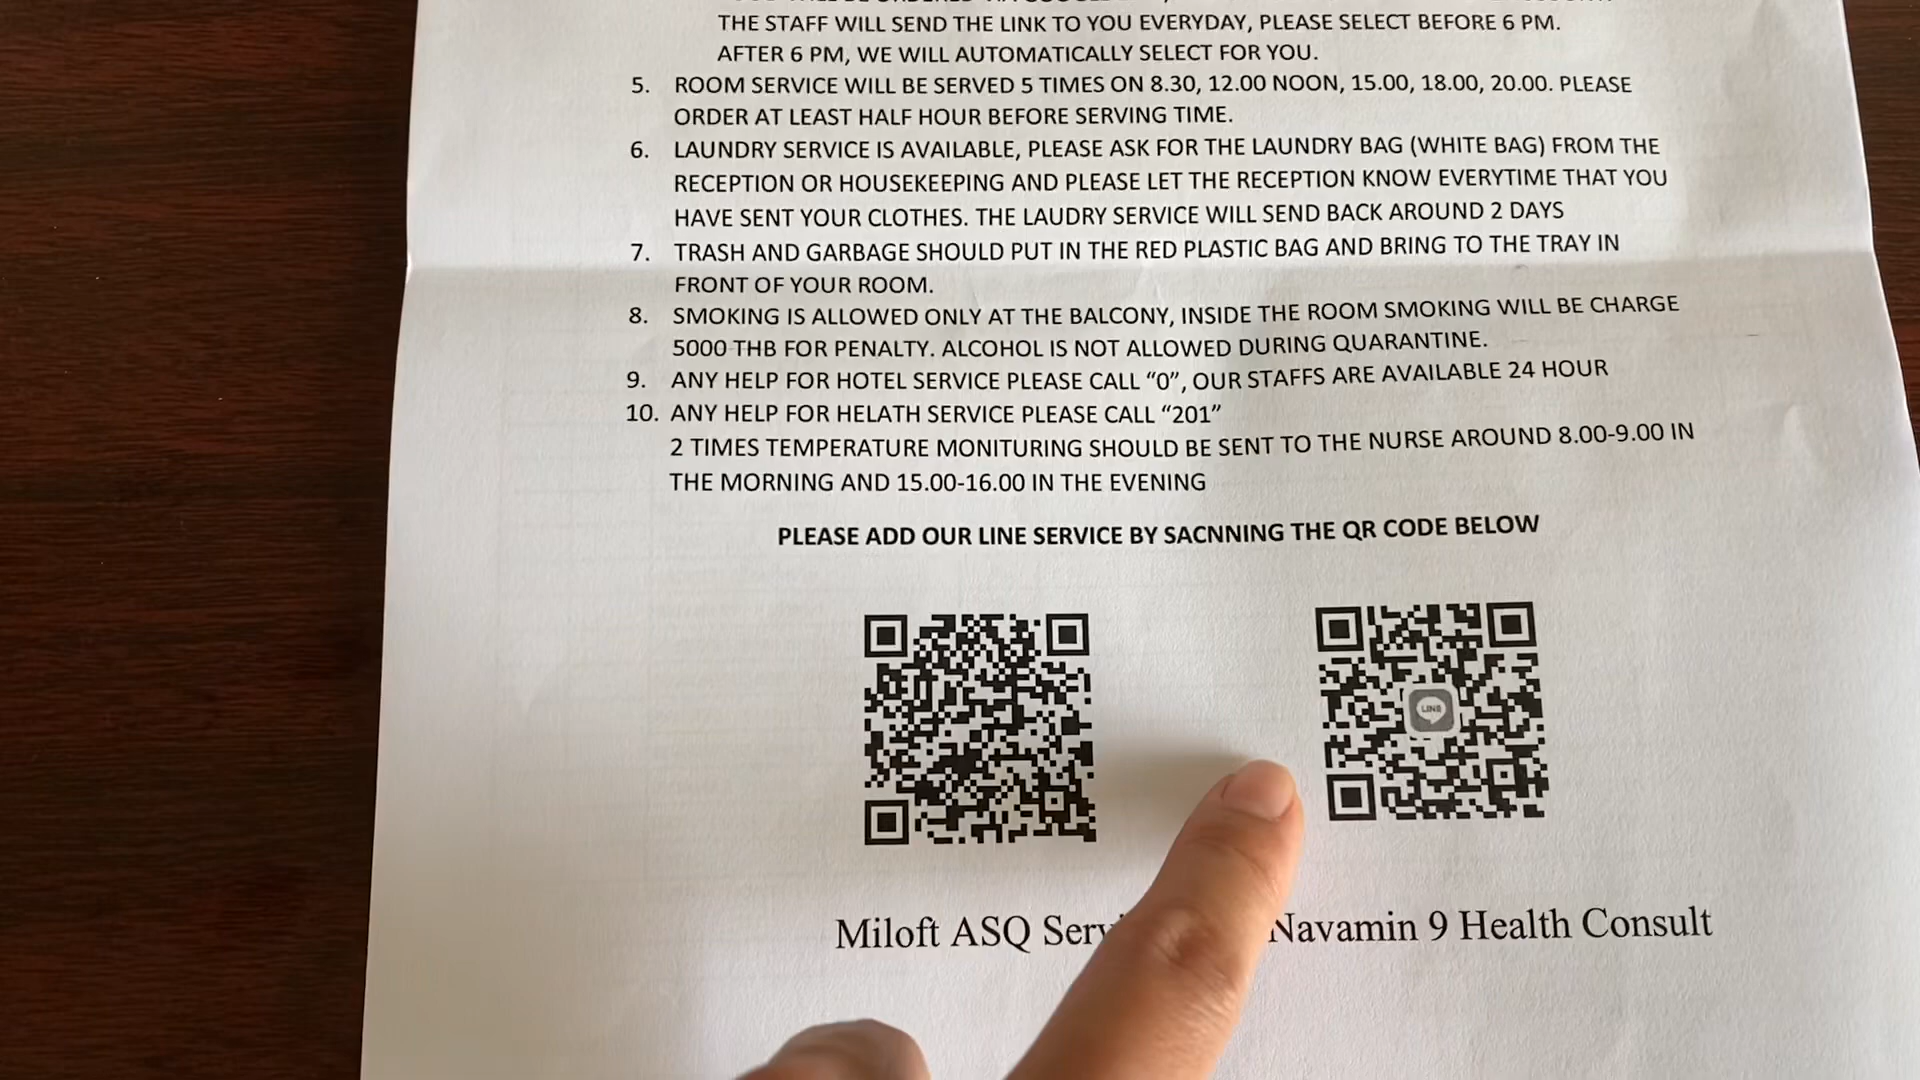 THE STAFF WILL SEND THE LINK TO YOU EVERYDAY, PLEASE SELECT BEFORE 6 PM.
AFTER 6 PM, WE WILL AUTOMATICALLY SELECT FOR YOU.
5. ROOM SERVICE WILL BE SERVED 5 TIMES ON 8.30, 12.00 NOON, 15.00, 18.00, 20.00. PLEASE
ORDER AT LEAST HALF HOUR BEFORE SERVING TIME.
6. LAUNDRY SERVICE IS AVAILABLE, PLEASE ASK FOR THE LAUNDRY BAG (WHITE BAG) FROM THE
RECEPTION OR HOUSEKEEPING AND PLEASE LET THE RECEPTION KNOW EVERYTIME THAT YOU
HAVE SENT YOUR CLOTHES. THE LAUDRY SERVICE WILL SEND BACK AROUND 2 DAYS
7. TRASH AND GARBAGE SHOULD PUT IN THE RED PLASTIC BAG AND BRING TO THE TRAY IN
FRONT OF YOUR ROOM.
8. SMOKING IS ALLOWED ONLY AT THE BALCONY, INSIDE THE ROOM SMOKING WILL BE CHARGE
5000 THB FOR PENALTY. ALCOHOL IS NOT ALLOWED DURING QUARANTINE.
9. ANY HELP FOR HOTEL SERVICE PLEASE CALL “0”, OUR STAFFS ARE AVAILABLE 24 HOUR
10. ANY HELP FOR HELATH SERVICE PLEASE CALL “201”
2 TIMES TEMPERATURE MONITURING SHOULD BE SENT TO THE NURSE AROUND 8.00-9.00 IN
THE MORNING AND 15.00-16.00 IN THE EVENING
PLEASE ADD OUR LINE SERVICE BY SACNNING THE QR CODE BELOW
LINE
Miloft ASQ Serv
Navamin 9 Health Consult